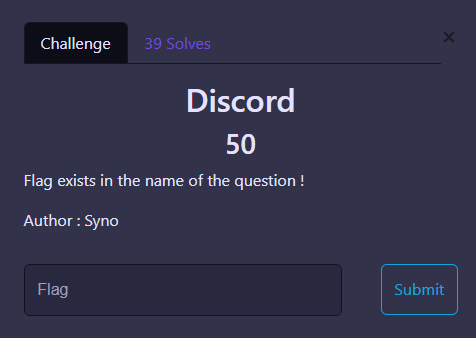 Challenge
39 Solves
×
Discord
50
Flag exists in the name of the question !
Author : Syno
Flag
Submit